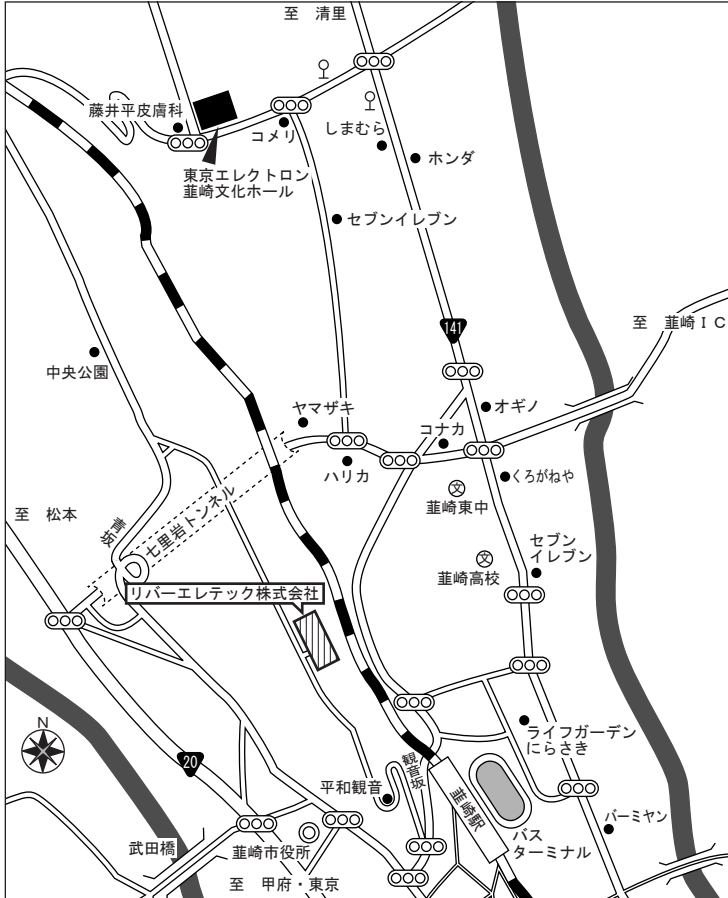 至　清里
藤井平皮膚科
コメリ
しまむら
ホンダ
東京エレクトロン
韮崎文化ホール
セブンイレブン
141
至　韮崎ＩＣ
中央公園
ヤマザキ
オギノ
コナカ
ハリカ
くろがねや
文
韮崎東中
至　松本
青坂
七里岩トンネル
セブン
イレブン
文
韮崎高校
リバーエレテック株式会社
N
20
ライフガーデン
にらさき
観音坂
平和観音
韮崎駅
バス
ターミナル
バーミヤン
武田橋
韮崎市役所
至　甲府・東京